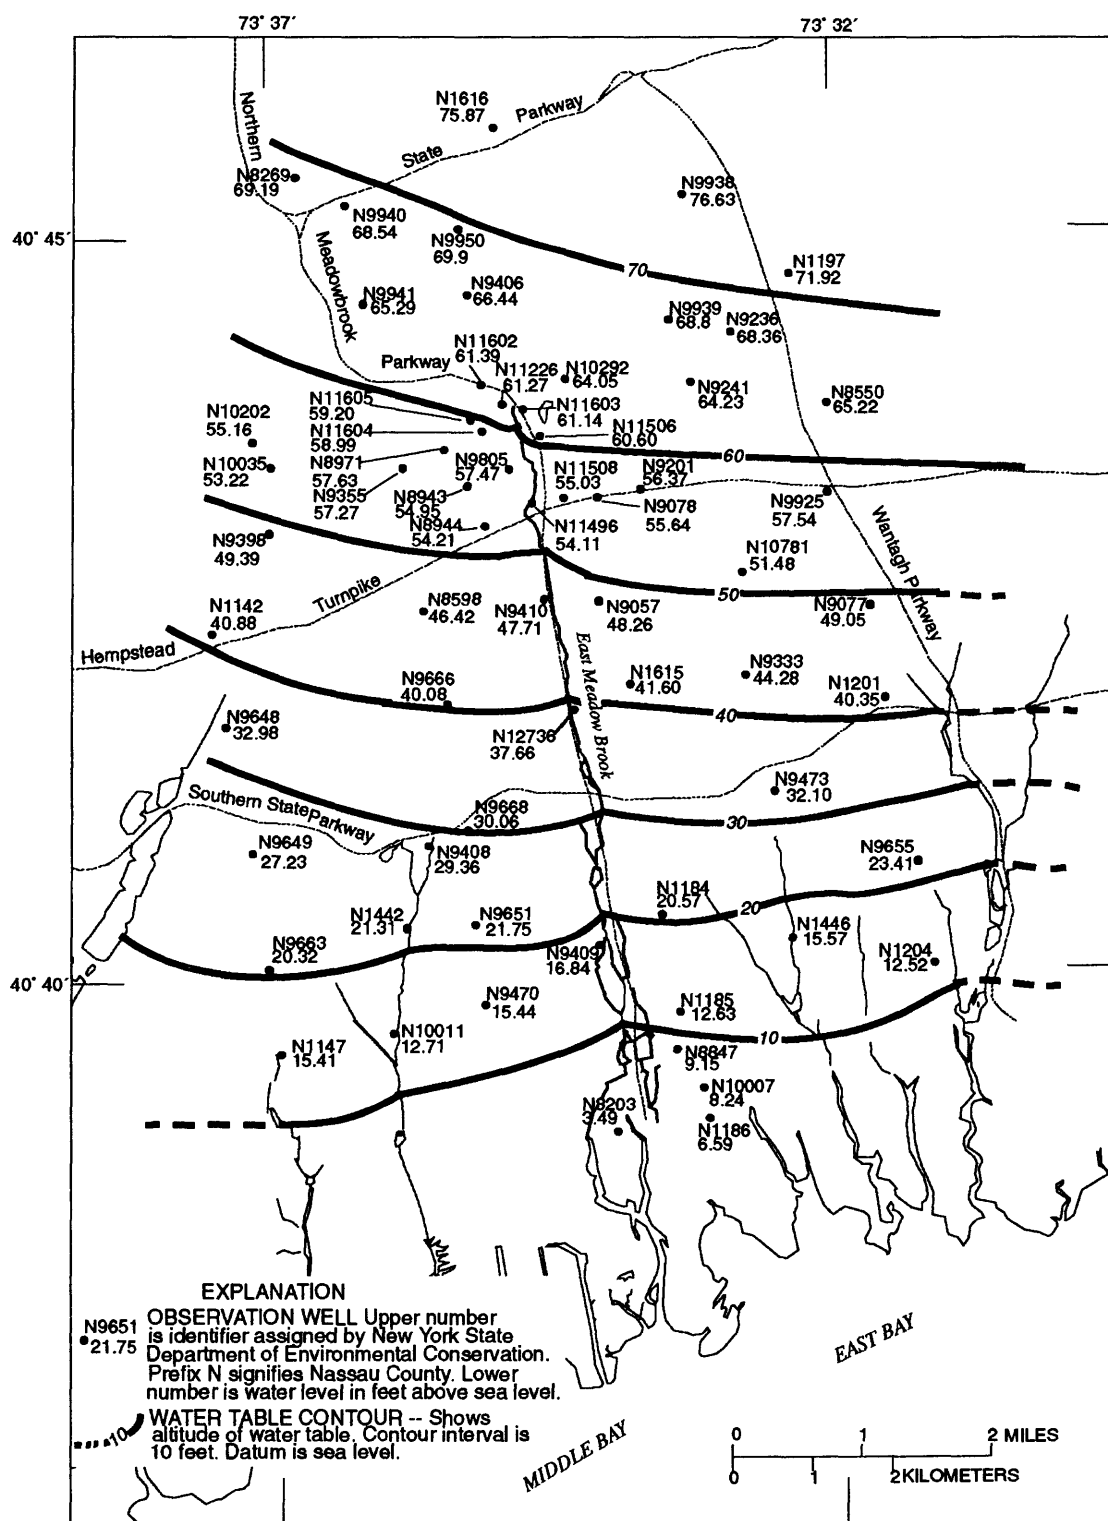 73° 37′
73° 32′
N1616
75.87
Parkway
State
Northern
N8269
69.19
N9938
76.63
N9940
68.54
N9950
69.9
40° 45′
Meadowbrook
70
N1197
71.92
N9406
66.44
N9941
65.29
N9939
68.8
N9236
68.36
N11602
61.39
Parkway
N11226
61.27
N10292
64.05
N9241
64.23
N8550
65.22
N11605
59.20
N11603
61.14
N10202
55.16
N11604
58.99
N11506
60.60
N8971
57.63
N9805
57.47
60
N10035
53.22
N9355
57.27
N11508
55.03
N9201
56.37
N8943
54.95
N9078
55.64
N9925
57.54
N8944
54.21
N11496
54.11
Wantagh Parkway
N9398
49.39
N10781
51.48
Turnpike
50
N8598
46.42
N9410
47.71
N9057
48.26
N9077
49.05
N1142
40.88
Hempstead
East Meadow Brook
N9666
40.08
N1615
41.60
N9333
44.28
N1201
40.35
40
N9648
32.98
N12736
37.66
N9473
32.10
Southern State Parkway
N9668
30.06
30
N9649
27.23
N9408
29.36
N9655
23.41
N1184
20.57
20
N1442
21.31
N9651
21.75
N1446
15.57
N9663
20.32
N9409
16.84
N1204
12.52
40° 40′
N9470
15.44
N1185
12.63
N10011
12.71
10
N1147
15.41
N8847
9.15
N10007
8.24
N8203
3.49
N1186
6.59
EXPLANATION
N9651
21.75
OBSERVATION WELL Upper number
is identifier assigned by New York State
Department of Environmental Conservation.
Prefix N signifies Nassau County. Lower
number is water level in feet above sea level.
10
WATER TABLE CONTOUR -- Shows
altitude of water table. Contour interval is
10 feet. Datum is sea level.
EAST BAY
MIDDLE BAY
0 1 2 MILES
0 1 2 KILOMETERS